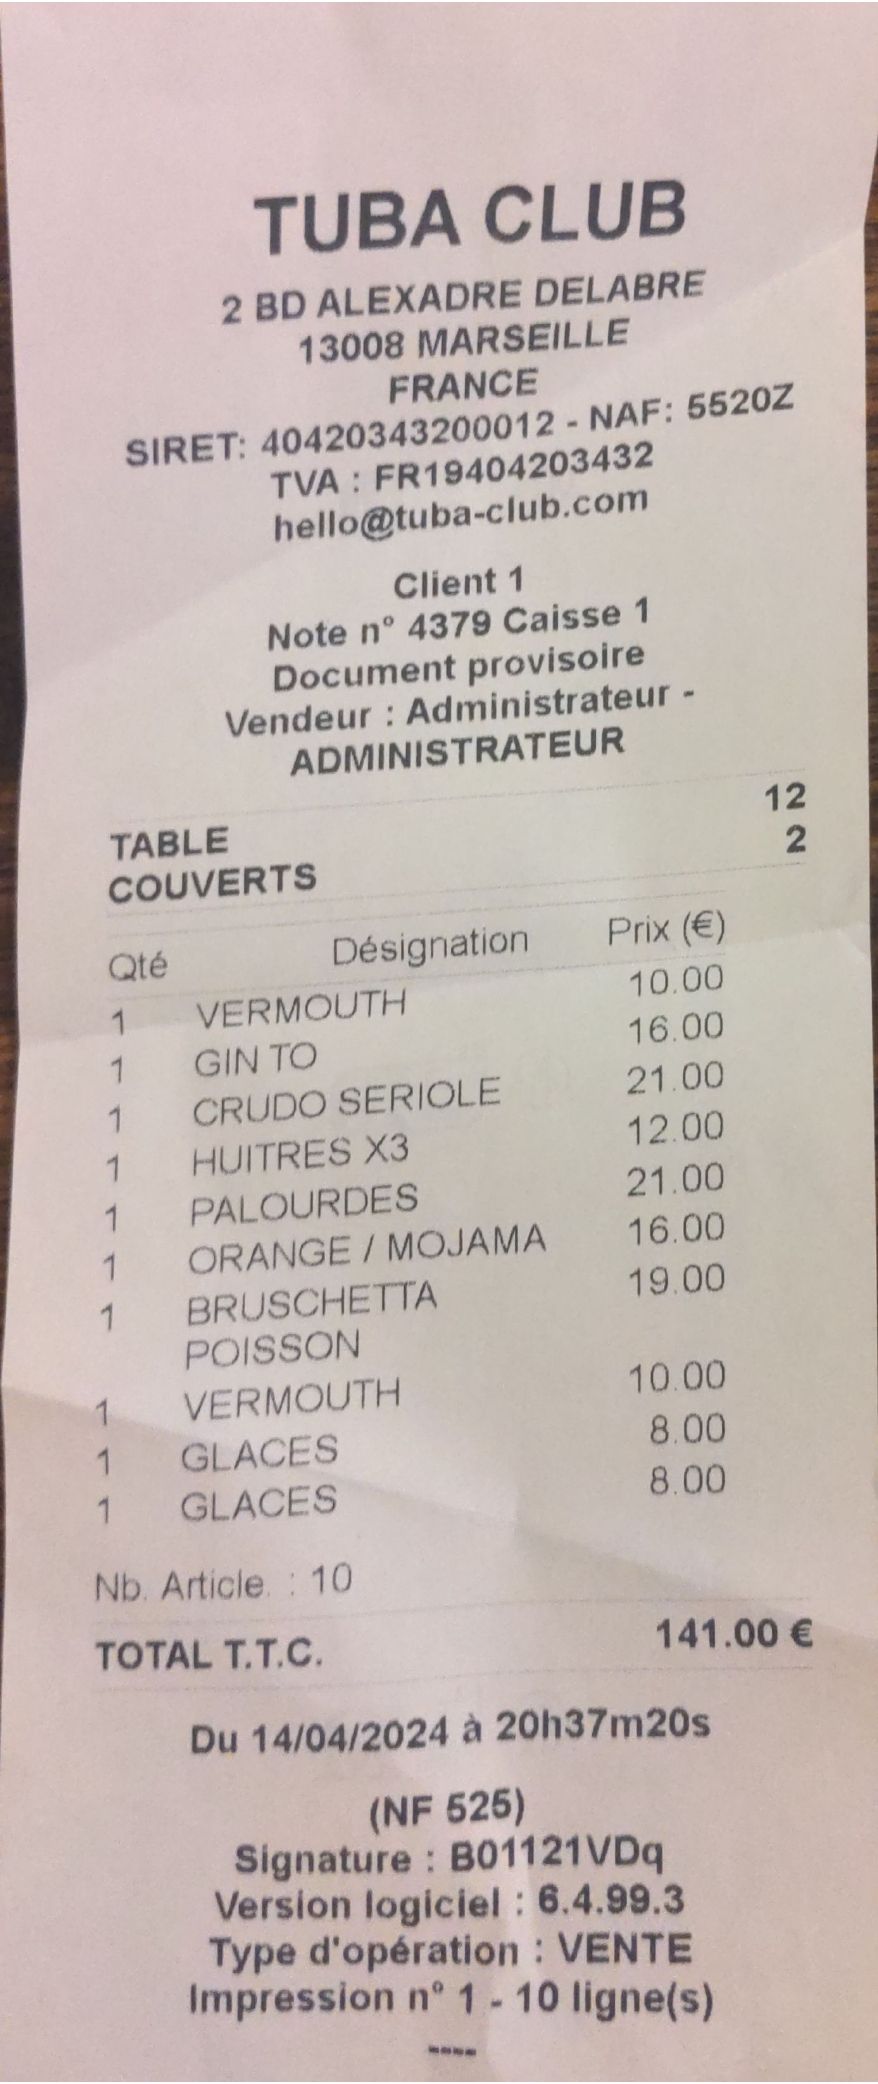 TUBA CLUB
2 BD ALEXADRE DELABRE
13008 MARSEILLE
FRANCE
SIRET: 40420343200012 - NAF: 5520Z
TVA : FR19404203432
hello@tuba-club.com
Client 1
Note n° 4379 Caisse 1
Document provisoire
Vendeur : Administrateur -
ADMINISTRATEUR
TABLE 12
COUVERTS 2
Qté Désignation Prix (€)
1 VERMOUTH 10.00
1 GIN TO 16.00
1 CRUDO SERIOLE 21.00
1 HUITRES X3 12.00
1 PALOURDES 21.00
1 ORANGE / MOJAMA 16.00
1 BRUSCHETTA 19.00
POISSON
1 VERMOUTH 10.00
1 GLACES 8.00
1 GLACES 8.00
Nb. Article. : 10
TOTAL T.T.C. 141.00 €
Du 14/04/2024 à 20h37m20s
(NF 525)
Signature : B01121VDq
Version logiciel : 6.4.99.3
Type d'opération : VENTE
Impression n° 1 - 10 ligne(s)
----